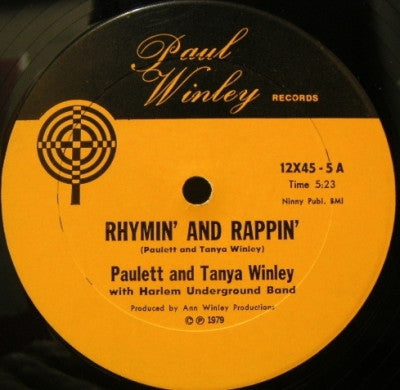 Paul
Winley RECORDS
12X45 - 5 A
Time 5:23
Ninny Publ. BMI
RHYMIN' AND RAPPIN'
(Paulett and Tanya Winley)
Paulett and Tanya Winley
with Harlem Underground Band
Produced by Ann Winley Productions
© ℗ 1979